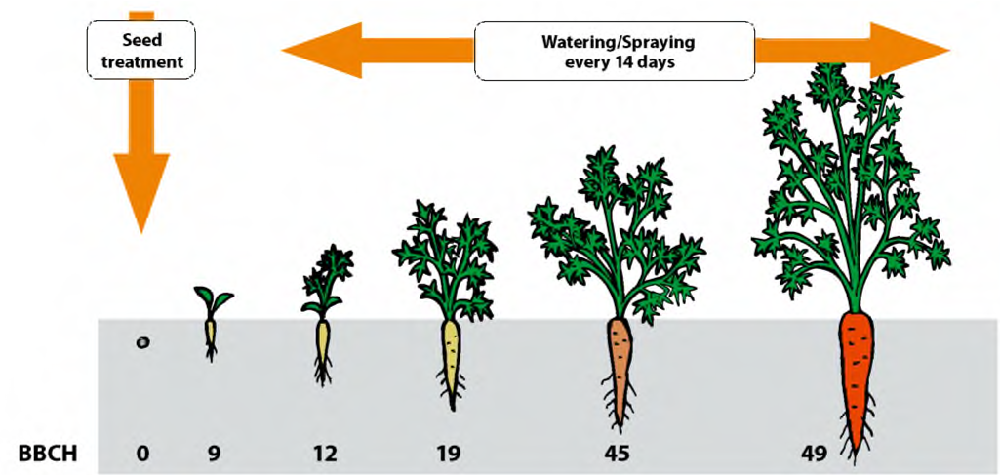 Seed
treatment
Watering/Spraying
every 14 days
BBCH 0 9 12 19 45 49